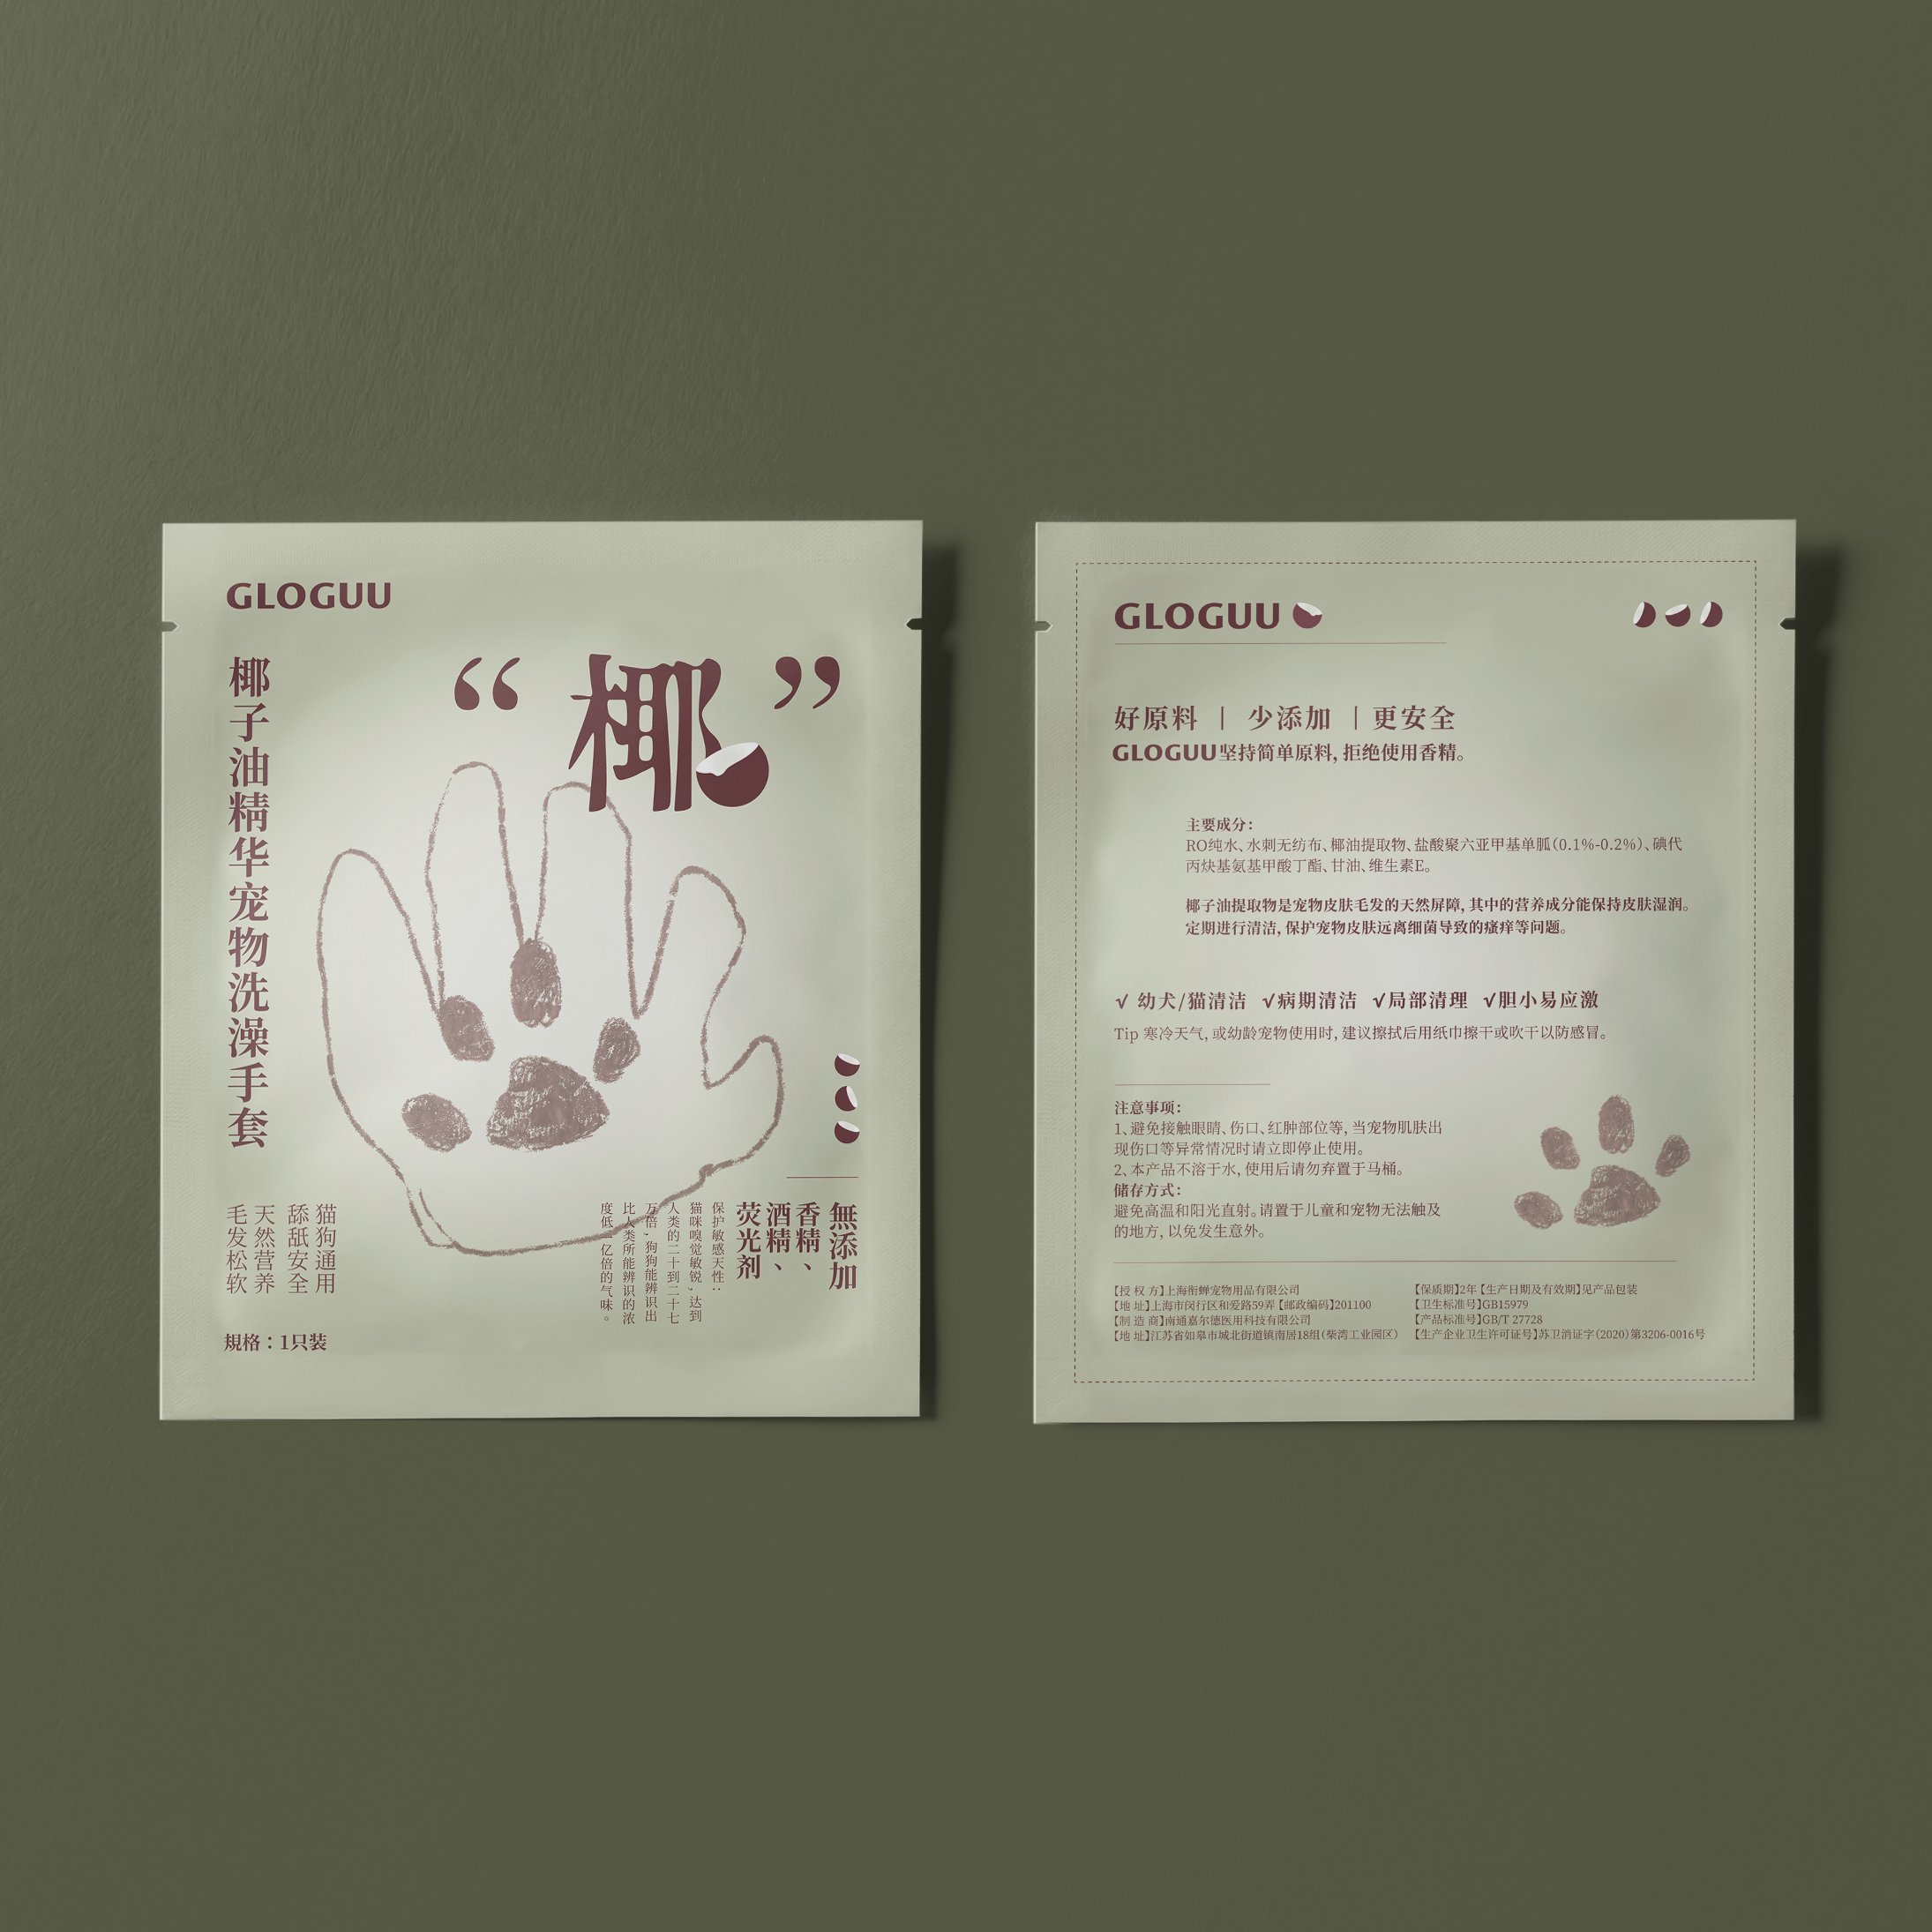 GLOGUU
“椰”
椰子油精华宠物洗澡手套
無添加
香精、
酒精、
荧光剂
保护敏感天性：
猫咪嗅觉敏锐，达到
人类的二十到二十七
万倍，狗狗能辨识出
比人类所能辨识的浓
度低一亿倍的气味。
猫狗通用
舔舐安全
天然营养
毛发松软
規格：1只装
GLOGUU
好原料 | 少添加 | 更安全
GLOGUU坚持简单原料, 拒绝使用香精。
主要成分：
RO纯水、水刺无纺布、椰油提取物、盐酸聚六亚甲基单胍(0.1%-0.2%)、碘代
丙炔基氨基甲酸丁酯、甘油、维生素E。
椰子油提取物是宠物皮肤毛发的天然屏障, 其中的营养成分能保持皮肤湿润。
定期进行清洁, 保护宠物皮肤远离细菌导致的瘙痒等问题。
√ 幼犬/猫清洁 √病期清洁 √局部清理 √胆小易应激
Tip 寒冷天气, 或幼龄宠物使用时, 建议擦拭后用纸巾擦干或吹干以防感冒。
注意事项：
1、避免接触眼睛、伤口、红肿部位等, 当宠物肌肤出
现伤口等异常情况时请立即停止使用。
2、本产品不溶于水, 使用后请勿弃置于马桶。
储存方式：
避免高温和阳光直射。请置于儿童和宠物无法触及
的地方, 以免发生意外。
【授 权 方】上海衔蝉宠物用品有限公司
【地 址】上海市闵行区和爱路59弄【邮政编码】201100
【制 造 商】南通嘉尔德医用科技有限公司
【地 址】江苏省如皋市城北街道镇南居18组(柴湾工业园区)
【保质期】2年【生产日期及有效期】见产品包装
【卫生标准号】GB15979
【产品标准号】GB/T 27728
【生产企业卫生许可证号】苏卫消证字(2020)第3206-0016号